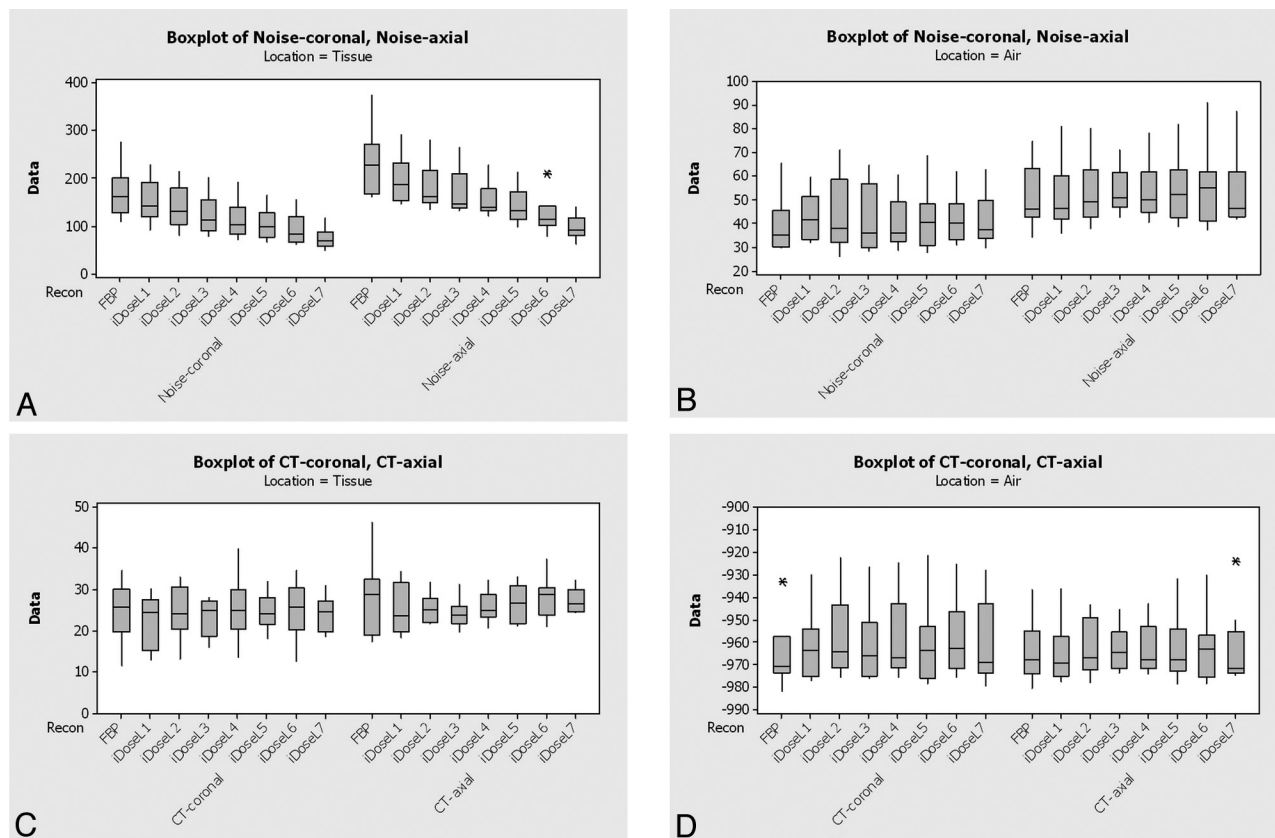 Boxplot of Noise-coronal, Noise-axial
Location = Tissue
400
300
200
100
0
Data
Recon
FBP
iDoseL1
iDoseL2
iDoseL3
iDoseL4
iDoseL5
iDoseL6
iDoseL7
FBP
iDoseL1
iDoseL2
iDoseL3
iDoseL4
iDoseL5
iDoseL6
iDoseL7
Noise-coronal
Noise-axial
A
Boxplot of Noise-coronal, Noise-axial
Location = Air
100
90
80
70
60
50
40
30
20
Data
Recon
FBP
iDoseL1
iDoseL2
iDoseL3
iDoseL4
iDoseL5
iDoseL6
iDoseL7
FBP
iDoseL1
iDoseL2
iDoseL3
iDoseL4
iDoseL5
iDoseL6
iDoseL7
Noise-coronal
Noise-axial
B
Boxplot of CT-coronal, CT-axial
Location = Tissue
50
40
30
20
10
0
Data
Recon
FBP
iDoseL1
iDoseL2
iDoseL3
iDoseL4
iDoseL5
iDoseL6
iDoseL7
FBP
iDoseL1
iDoseL2
iDoseL3
iDoseL4
iDoseL5
iDoseL6
iDoseL7
CT-coronal
CT-axial
C
Boxplot of CT-coronal, CT-axial
Location = Air
-900
-910
-920
-930
-940
-950
-960
-970
-980
-990
Data
Recon
FBP
iDoseL1
iDoseL2
iDoseL3
iDoseL4
iDoseL5
iDoseL6
iDoseL7
FBP
iDoseL1
iDoseL2
iDoseL3
iDoseL4
iDoseL5
iDoseL6
iDoseL7
CT-coronal
CT-axial
D